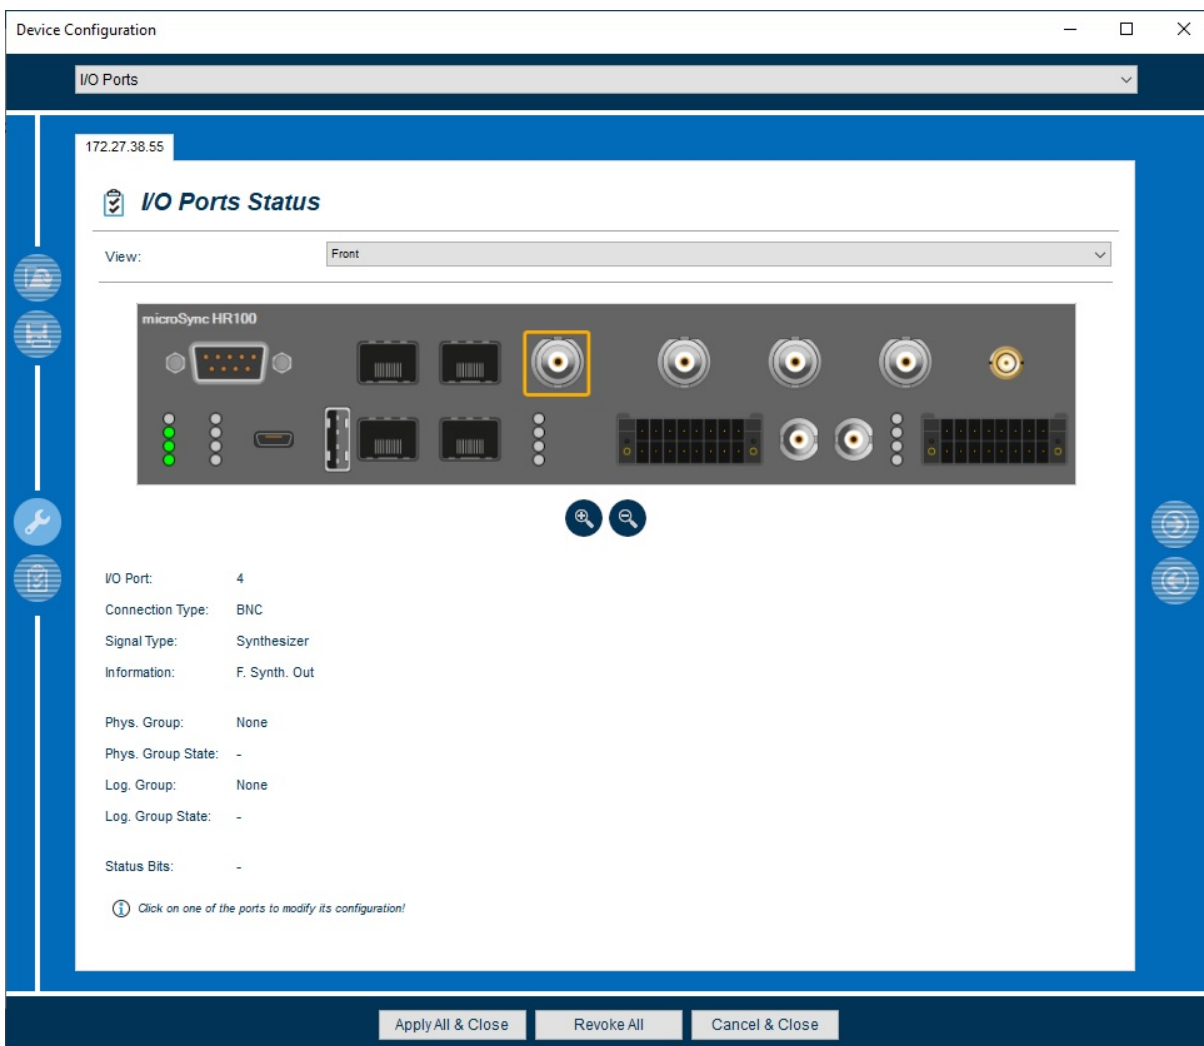 Device Configuration
I/O Ports
172.27.38.55
I/O Ports Status
View:
Front
microSync HR100
I/O Port: 4
Connection Type: BNC
Signal Type: Synthesizer
Information: F. Synth. Out
Phys. Group: None
Phys. Group State: -
Log. Group: None
Log. Group State: -
Status Bits: -
Click on one of the ports to modify its configuration!
Apply All & Close
Revoke All
Cancel & Close